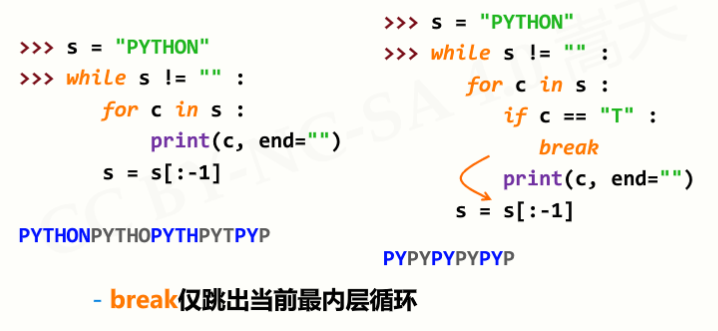 >>> s = "PYTHON"
>>> while s != "" :
for c in s :
print(c, end="")
s = s[:-1]
PYTHONPYTHOPYTHPYTPYP
>>> s = "PYTHON"
>>> while s != "" :
for c in s :
if c == "T" :
break
print(c, end="")
s = s[:-1]
PYPYPYPYPYP
- break仅跳出当前最内层循环
CC BY-NC-SA 嵩天